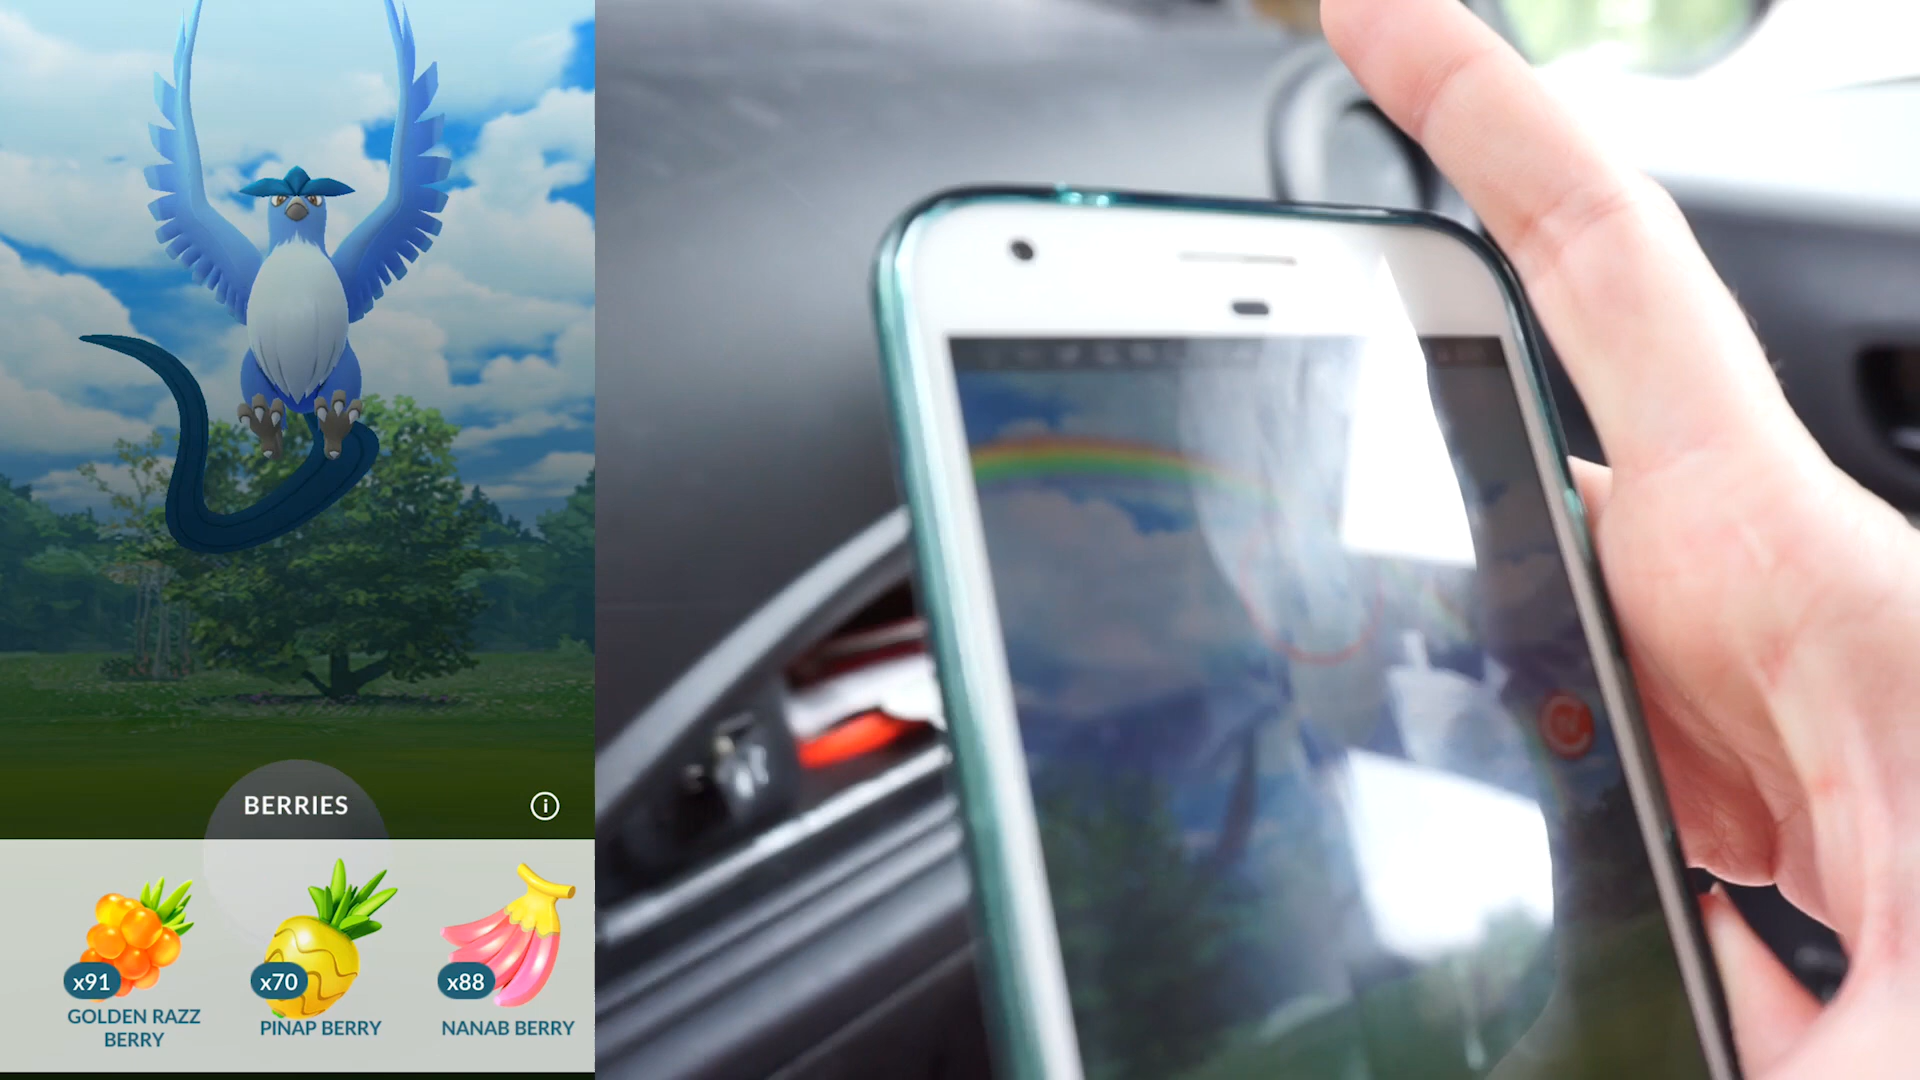 BERRIES
i
x91
x70
x88
GOLDEN RAZZ
BERRY
PINAP BERRY
NANAB BERRY